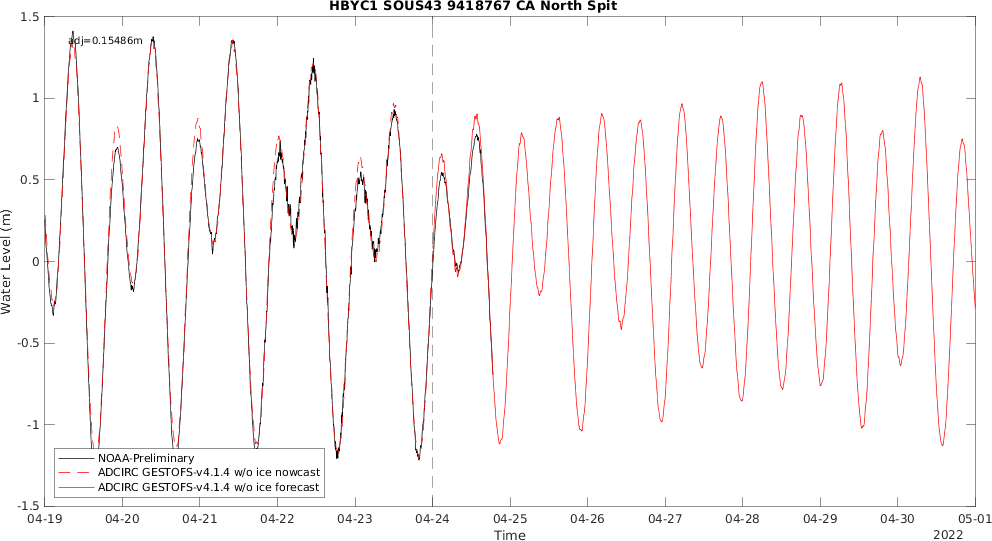 HBYC1 SOUS43 9418767 CA North Spit
adj=0.15486m
1.5
1
0.5
0
-0.5
-1
-1.5
Water Level (m)
NOAA-Preliminary
ADCIRC GESTOFS-v4.1.4 w/o ice nowcast
ADCIRC GESTOFS-v4.1.4 w/o ice forecast
04-19 04-20 04-21 04-22 04-23 04-24 04-25 04-26 04-27 04-28 04-29 04-30 05-01
Time
2022